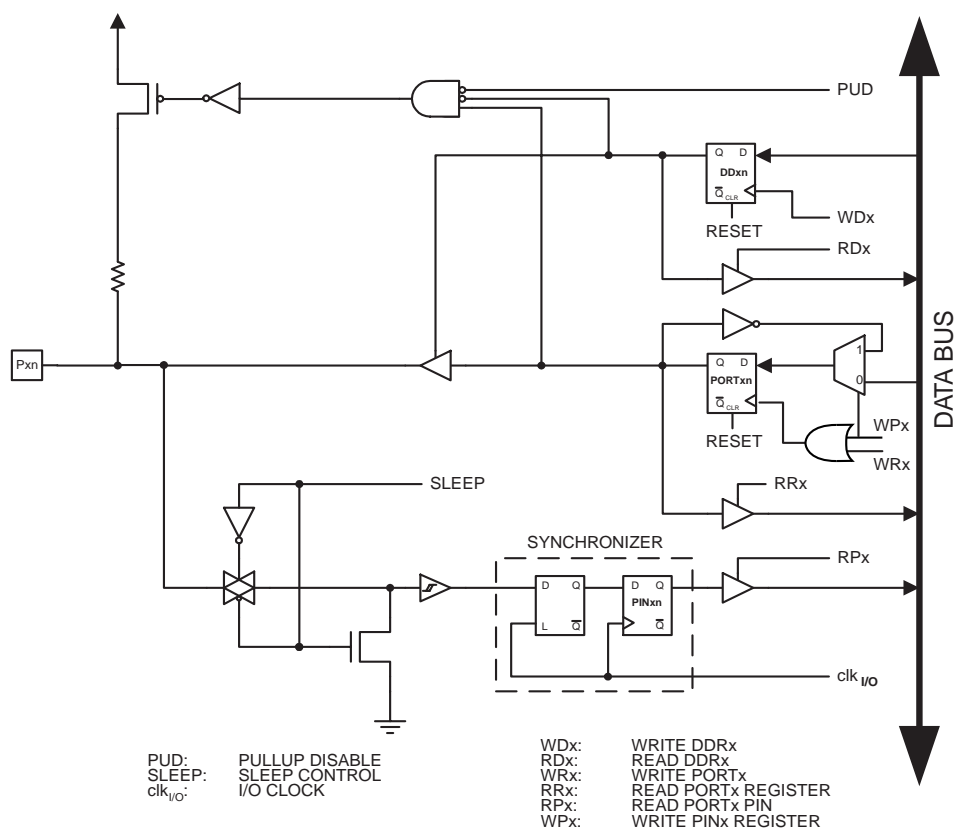 PUD
Q D
DDxn
Q CLR
WDx
RESET
RDx
Pxn
1
Q D
0
PORTxn
Q CLR
WPx
RESET
WRx
DATA BUS
RRx
SLEEP
SYNCHRONIZER
RPx
D Q D Q
PINxn
L Q Q
clk I/O
PUD: PULLUP DISABLE
SLEEP: SLEEP CONTROL
clkI/O: I/O CLOCK
WDx: WRITE DDRx
RDx: READ DDRx
WRx: WRITE PORTx
RRx: READ PORTx REGISTER
RPx: READ PORTx PIN
WPx: WRITE PINx REGISTER